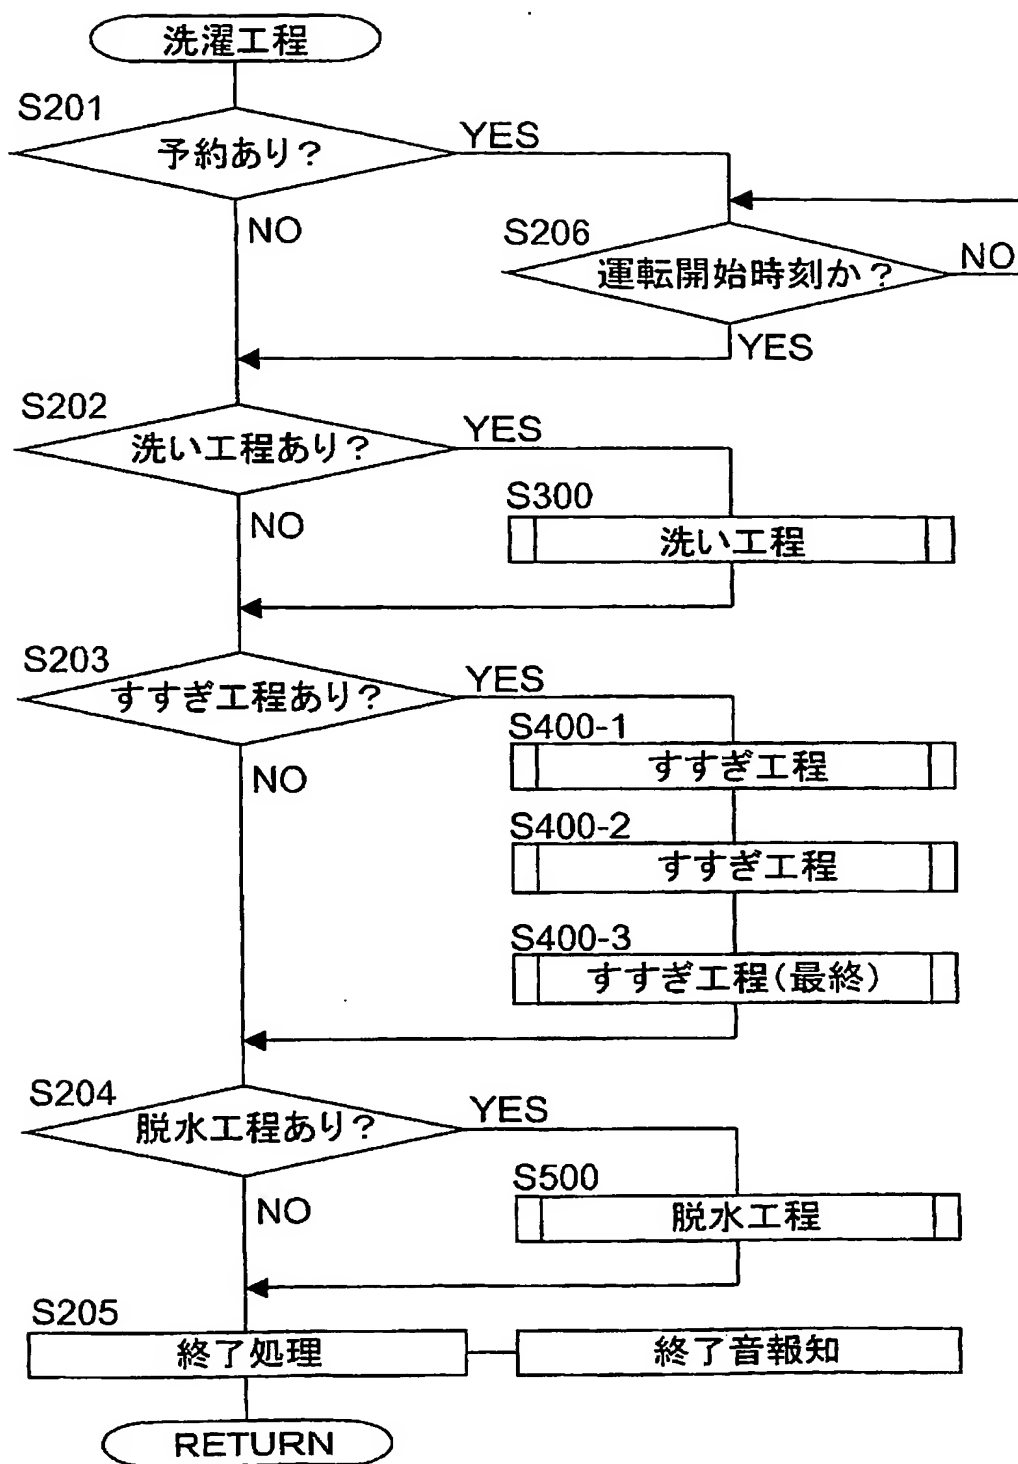 洗濯工程
S201
予約あり?
YES
NO
S206
運転開始時刻か?
NO
YES
S202
洗い工程あり?
YES
NO
S300
洗い工程
S203
すすぎ工程あり?
YES
NO
S400-1
すすぎ工程
S400-2
すすぎ工程
S400-3
すすぎ工程(最終)
S204
脱水工程あり?
YES
NO
S500
脱水工程
S205
終了処理
終了音報知
RETURN